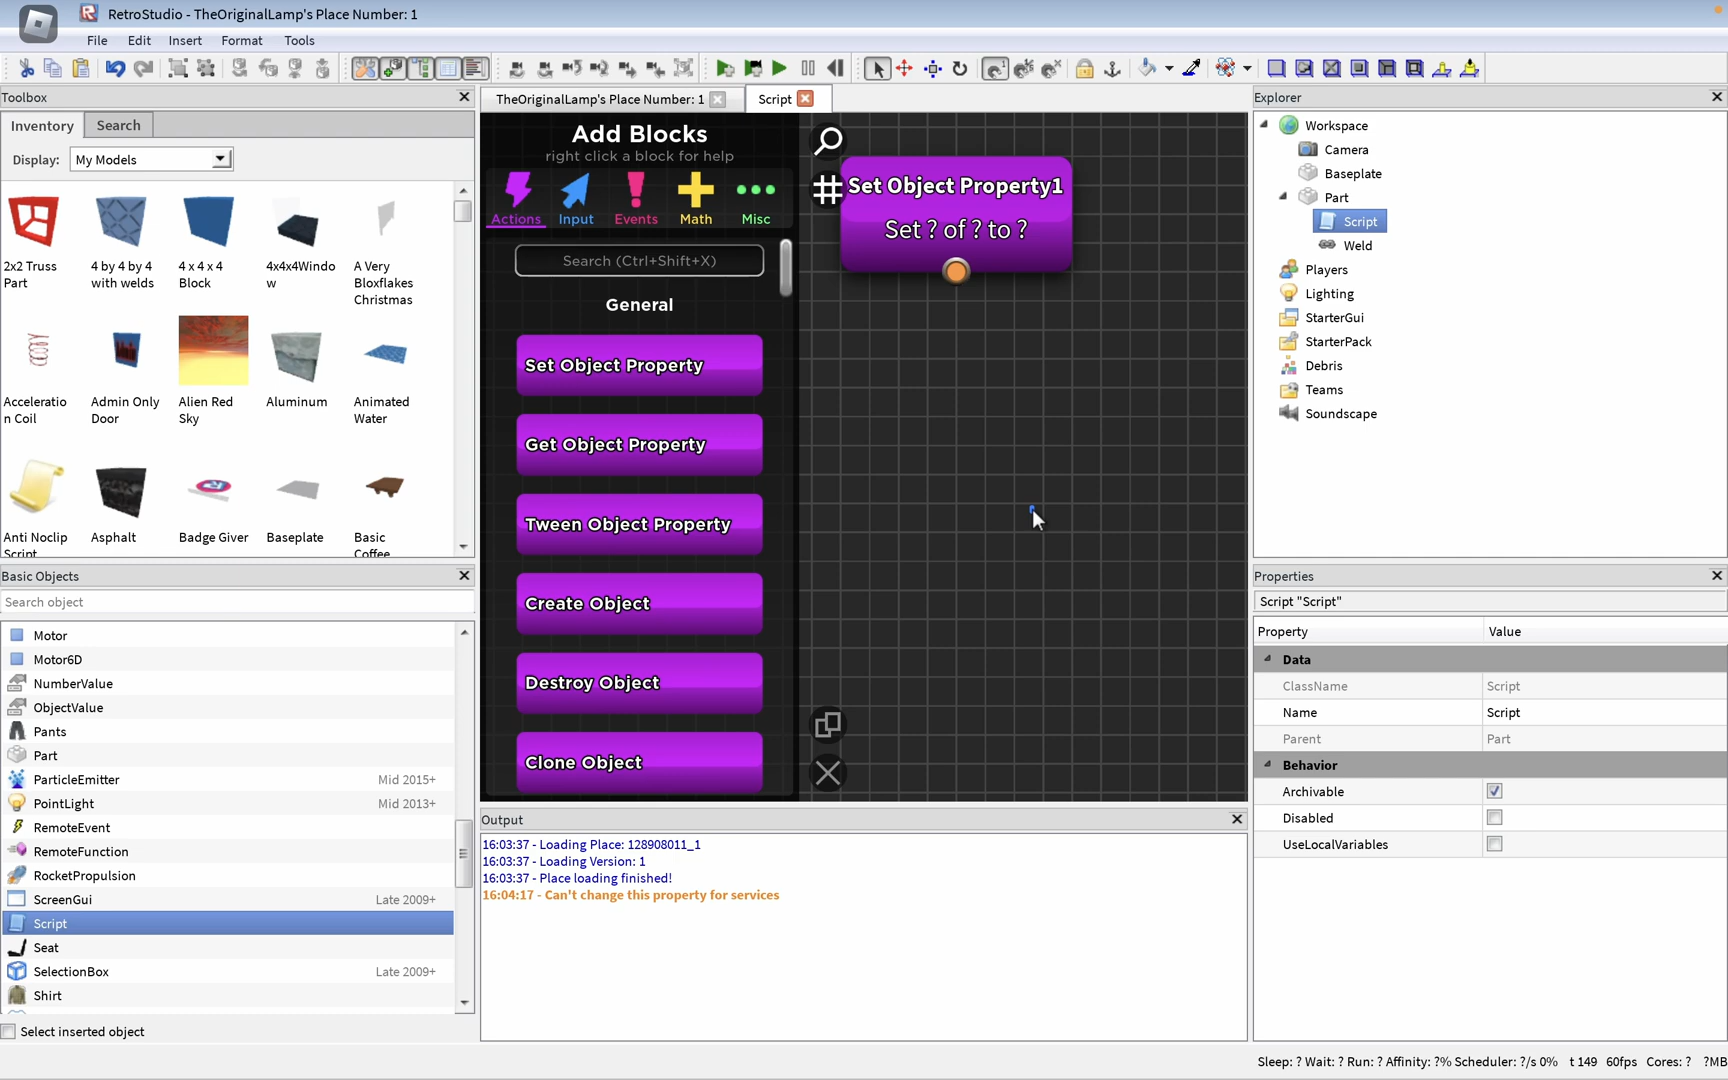 RetroStudio - TheOriginalLamp's Place Number: 1
File Edit Insert Format Tools
Toolbox
Inventory Search
Display: My Models
2x2 Truss Part
4 by 4 by 4 with welds
4 x 4 x 4 Block
4x4x4Window
A Very Bloxflakes Christmas
Acceleration Coil
Admin Only Door
Alien Red Sky
Aluminum
Animated Water
Anti Noclip Script
Asphalt
Badge Giver
Baseplate
Basic Coffee
Basic Objects
Search object
Motor
Motor6D
NumberValue
ObjectValue
Pants
Part
ParticleEmitter Mid 2015+
PointLight Mid 2013+
RemoteEvent
RemoteFunction
RocketPropulsion
ScreenGui Late 2009+
Script
Seat
SelectionBox Late 2009+
Shirt
Select inserted object
TheOriginalLamp's Place Number: 1
Script
Add Blocks
right click a block for help
Actions Input Events Math Misc
Search (Ctrl+Shift+X)
General
Set Object Property
Get Object Property
Tween Object Property
Create Object
Destroy Object
Clone Object
Set Object Property1
Set ? of ? to ?
Output
16:03:37 - Loading Place: 128908011_1
16:03:37 - Loading Version: 1
16:03:37 - Place loading finished!
16:04:17 - Can't change this property for services
Explorer
Workspace
Camera
Baseplate
Part
Script
Weld
Players
Lighting
StarterGui
StarterPack
Debris
Teams
Soundscape
Properties
Script "Script"
Property Value
Data
ClassName Script
Name Script
Parent Part
Behavior
Archivable
Disabled
UseLocalVariables
Sleep: ? Wait: ? Run: ? Affinity: ?% Scheduler: ?/s 0% t 149 60fps Cores: ? ?MB